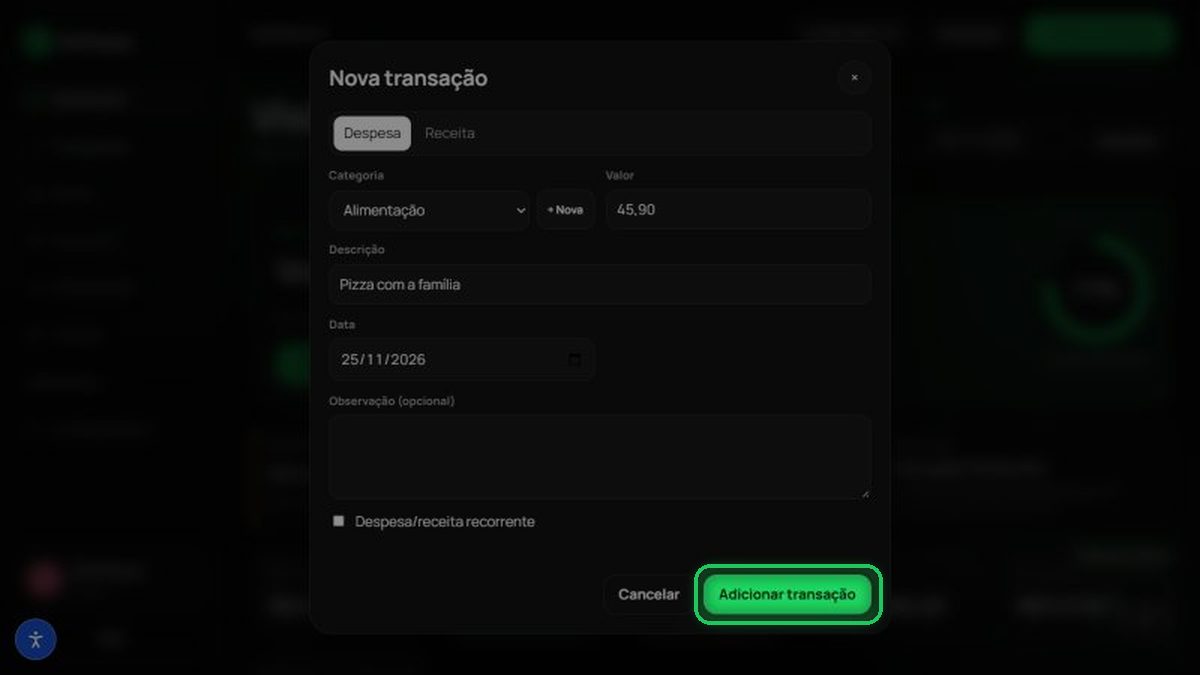 Nova transação
×
Despesa Receita
Categoria Valor
Alimentação + Nova 45,90
Descrição
Pizza com a família
Data
25/11/2026
Observação (opcional)
Despesa/receita recorrente
Cancelar Adicionar transação